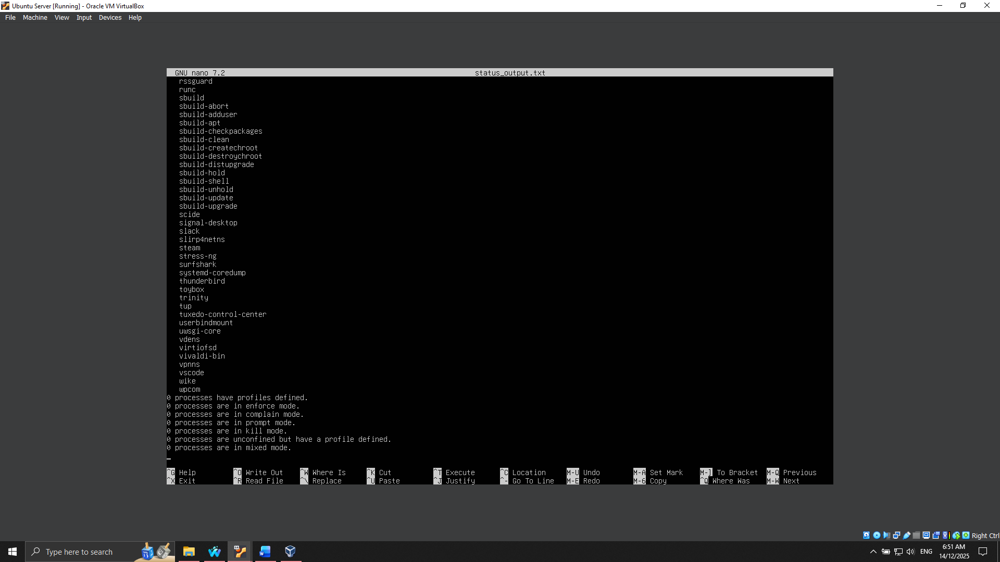 Ubuntu Server [Running] - Oracle VM VirtualBox
File Machine View Input Devices Help
GNU nano 7.2 status_output.txt
rssguard
runc
sbuild
sbuild-abort
sbuild-adduser
sbuild-apt
sbuild-checkpackages
sbuild-clean
sbuild-createchroot
sbuild-destroychroot
sbuild-distupgrade
sbuild-hold
sbuild-shell
sbuild-unhold
sbuild-update
sbuild-upgrade
scide
signal-desktop
slack
slirp4netns
steam
stress-ng
surfshark
systemd-coredump
thunderbird
toybox
trinity
tup
tuxedo-control-center
userbindmount
uwsgi-core
vdens
virtiofsd
vivaldi-bin
vpnns
vscode
wike
wpcom
0 processes have profiles defined.
0 processes are in enforce mode.
0 processes are in complain mode.
0 processes are in prompt mode.
0 processes are in kill mode.
0 processes are unconfined but have a profile defined.
0 processes are in mixed mode.
^G Help ^O Write Out ^W Where Is ^K Cut ^T Execute ^C Location M-U Undo M-A Set Mark M-] To Bracket M-Q Previous
^X Exit ^R Read File ^\ Replace ^U Paste ^J Justify ^- Go To Line M-E Redo M-6 Copy ^Q Where Was M-W Next
Right Ctrl
Type here to search
ENG
6:51 AM
14/12/2025